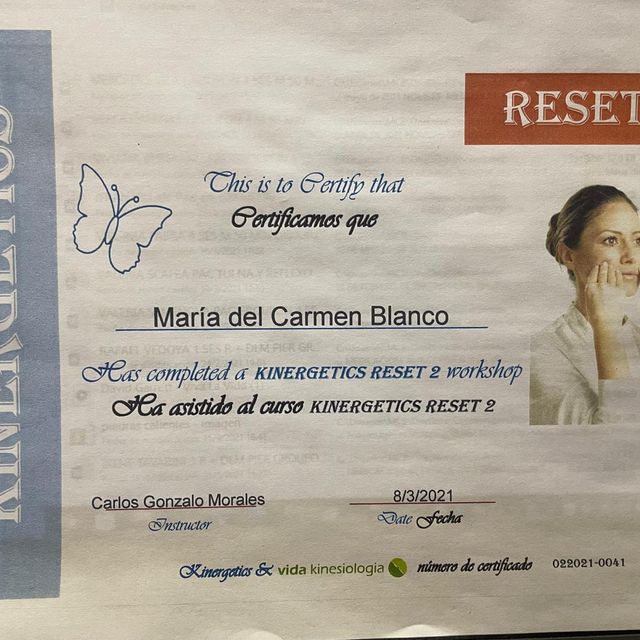 KINERGETICS
RESET
This is to Certify that
Certificamos que
María del Carmen Blanco
Has completed a KINERGETICS RESET 2 workshop
Ha asistido al curso KINERGETICS RESET 2
Carlos Gonzalo Morales 8/3/2021
Instructor Date Fecha
Kinergetics & vida kinesiología número de certificado 022021-0041